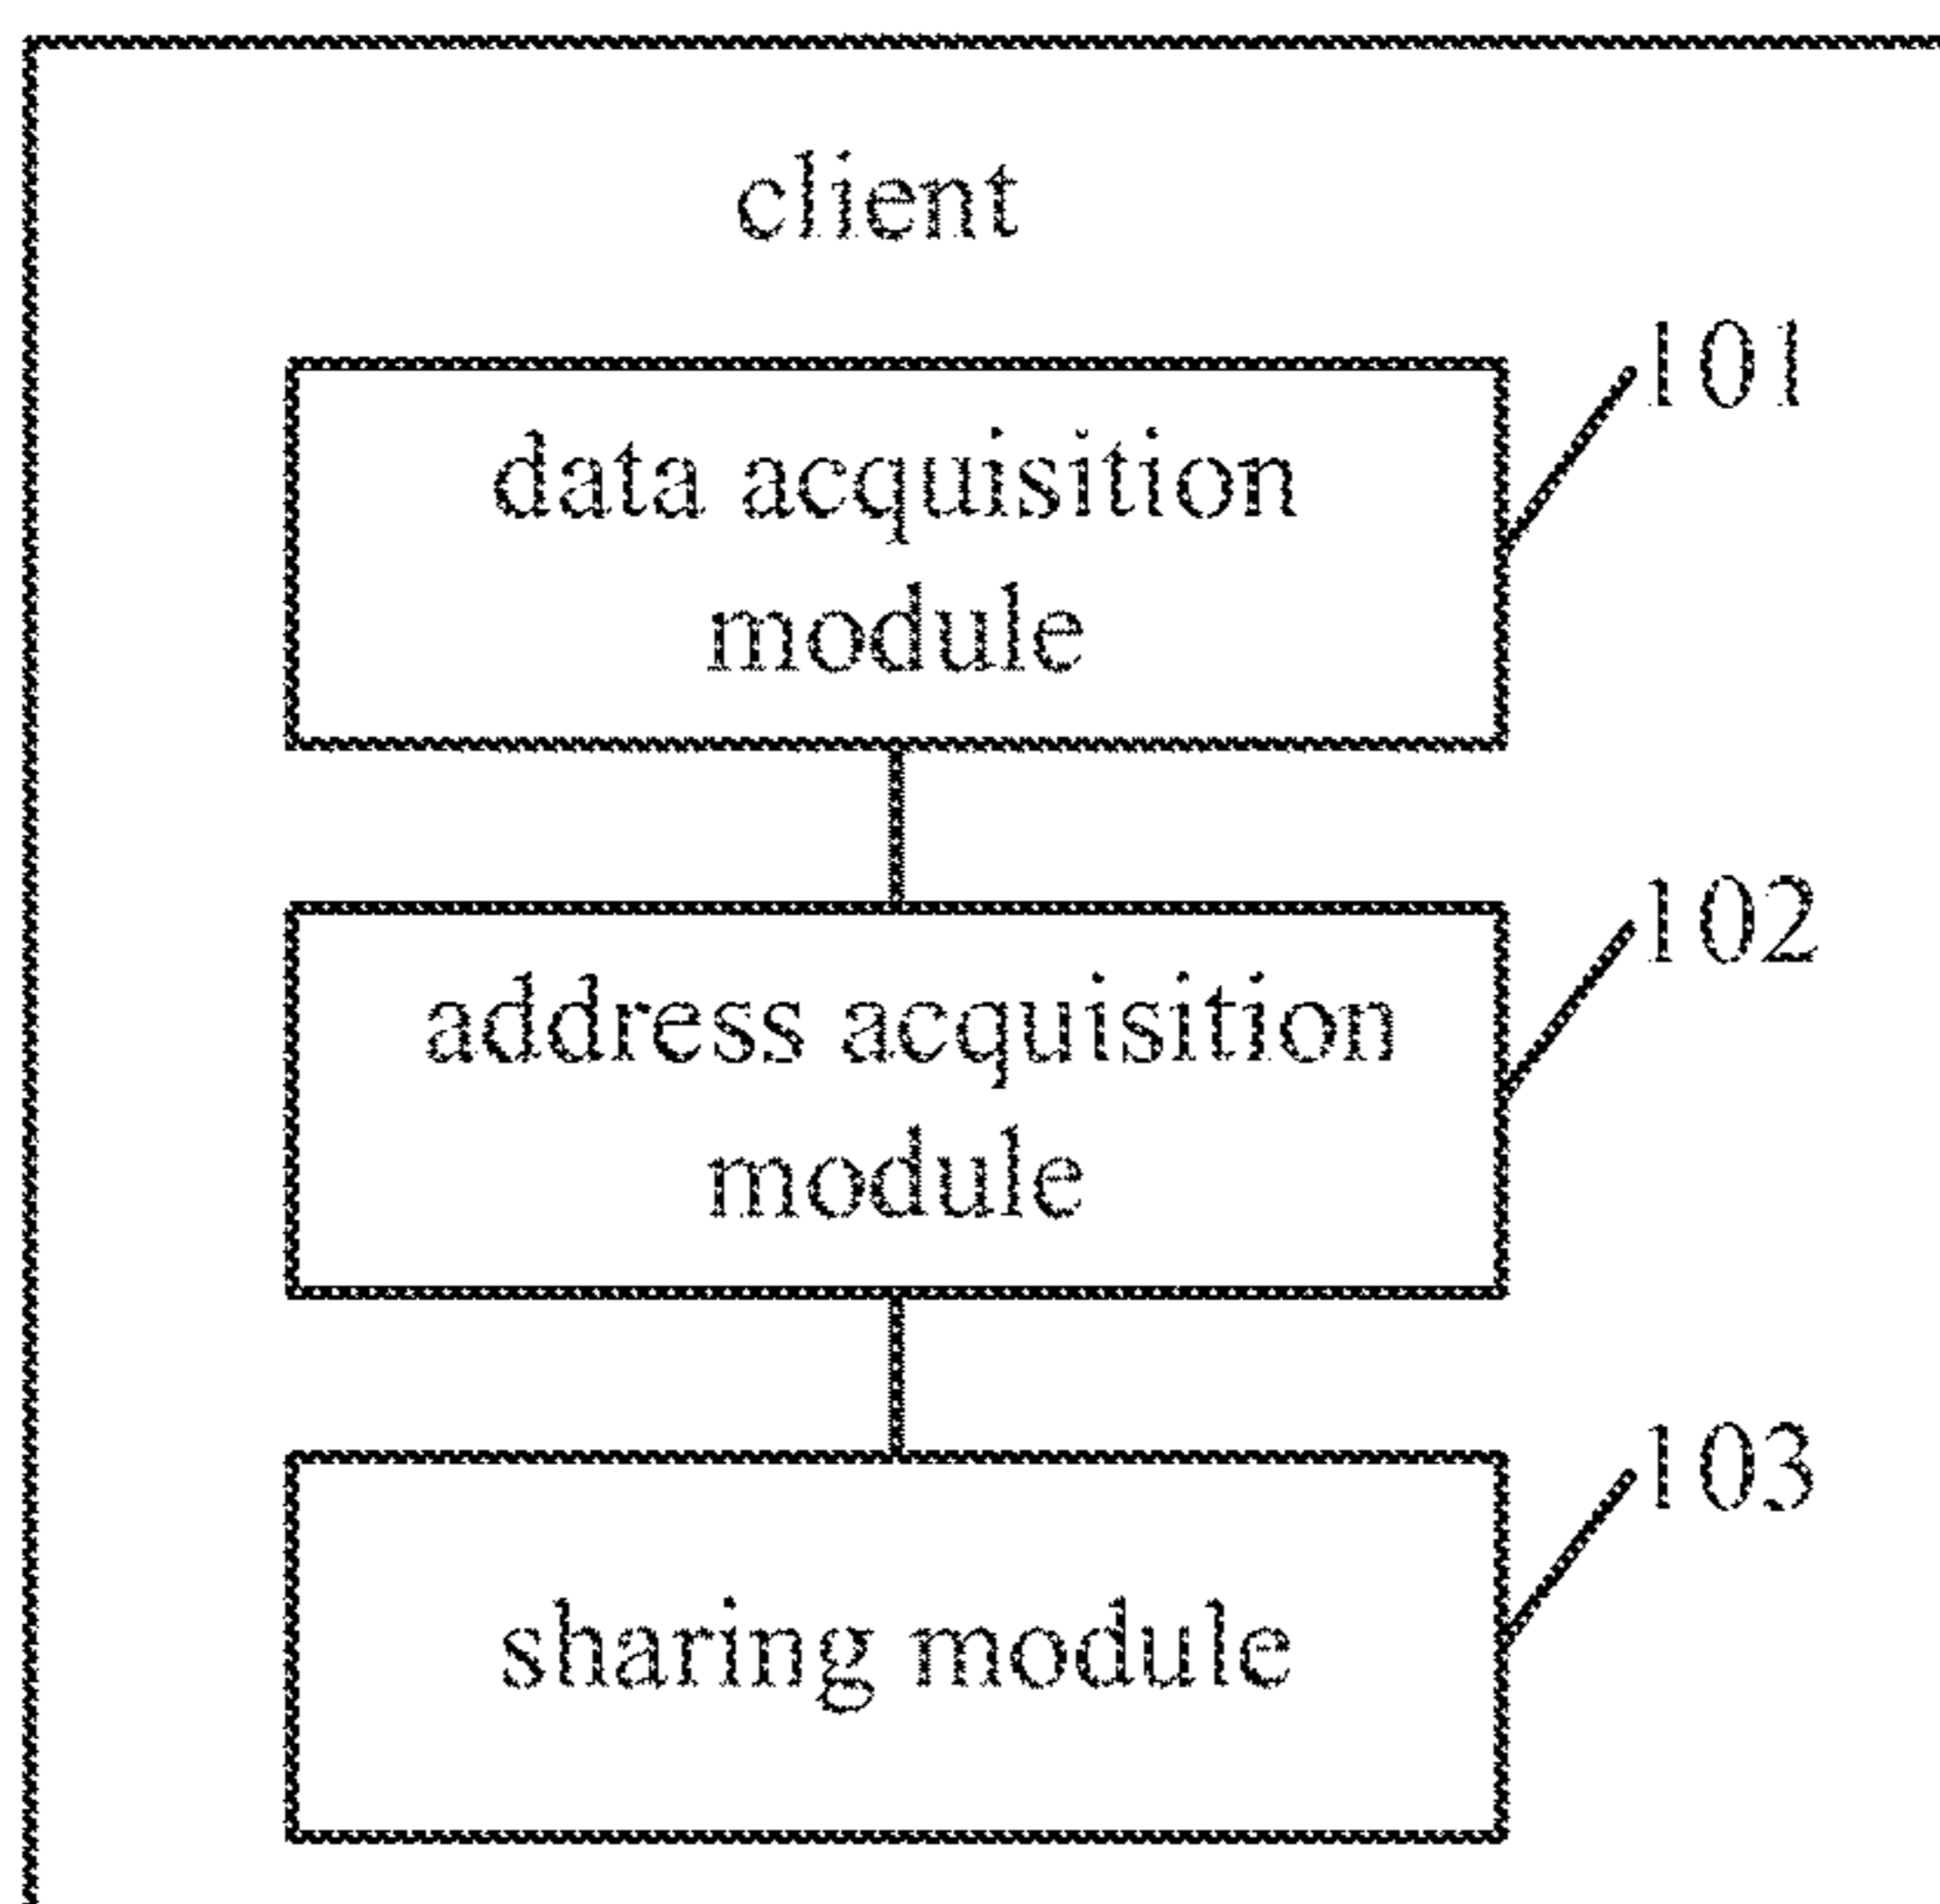 client
101
data acquisition
module
102
address acquisition
module
103
sharing module